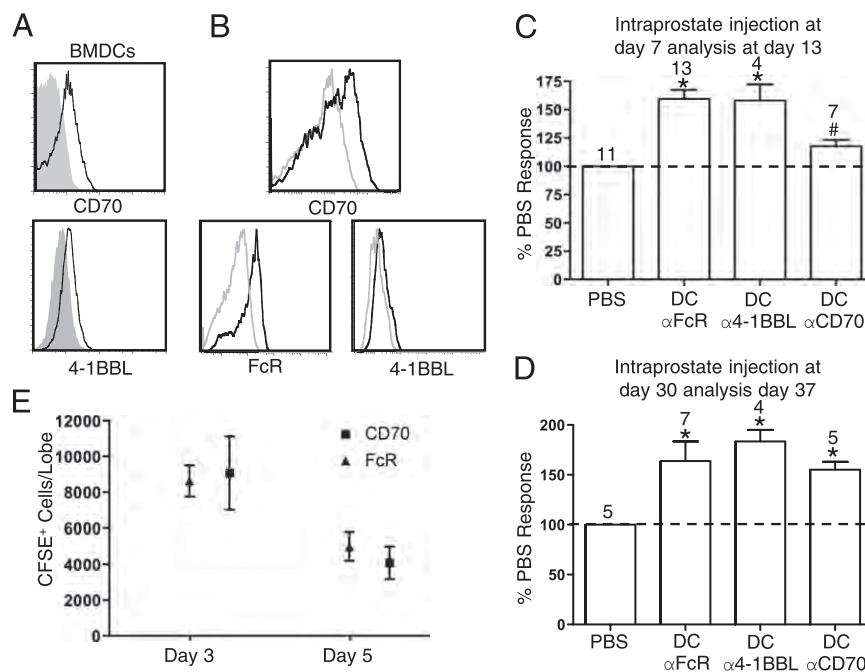 A
BMDCs
CD70
4-1BBL
B
CD70
FcR
4-1BBL
C
Intraprostate injection at
day 7 analysis at day 13
% PBS Response
175
150
125
100
75
50
25
0
11
13
*
4
*
7
#
PBS
DC
αFcR
DC
α4-1BBL
DC
αCD70
D
Intraprostate injection at
day 30 analysis day 37
% PBS Response
200
150
100
50
0
5
7
*
4
*
5
*
PBS
DC
αFcR
DC
α4-1BBL
DC
αCD70
E
CFSE⁺ Cells/Lobe
12000
10000
8000
6000
4000
2000
0
CD70
FcR
Day 3
Day 5